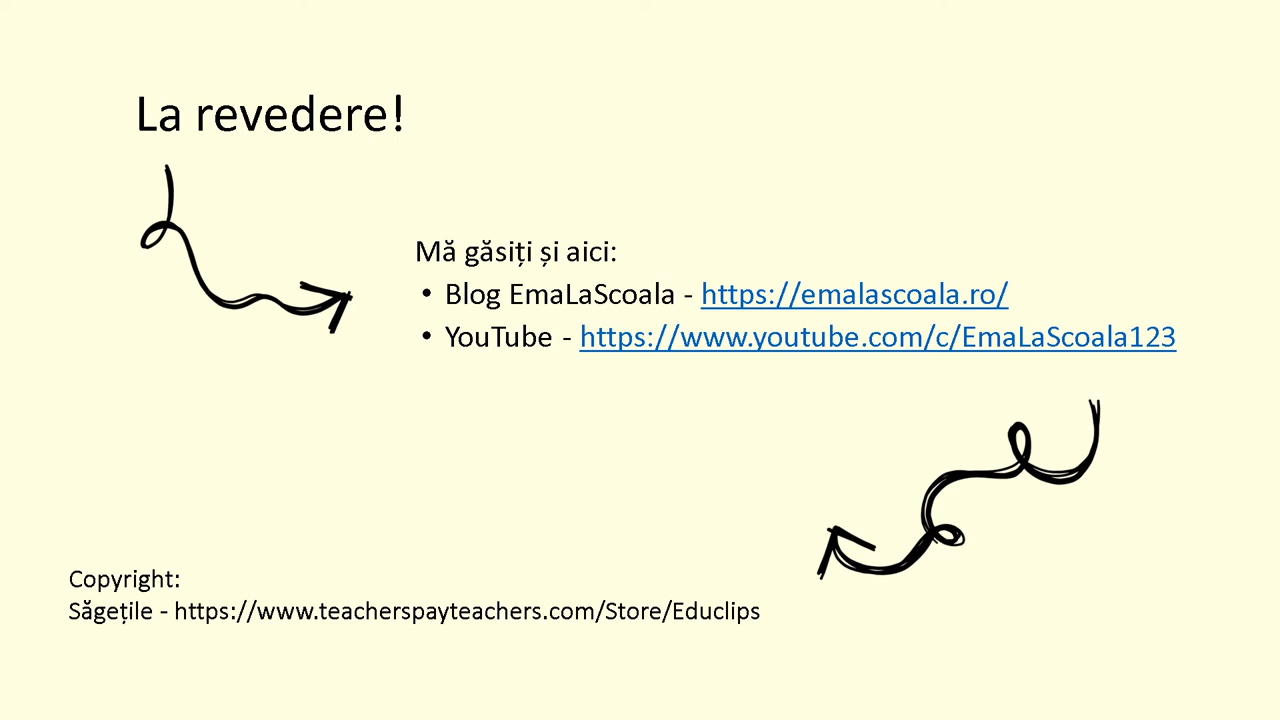 La revedere!
Mă găsiți și aici:
• Blog EmaLaScoala - https://emalascoala.ro/
• YouTube - https://www.youtube.com/c/EmaLaScoala123
Copyright:
Săgețile - https://www.teacherspayteachers.com/Store/Educlips